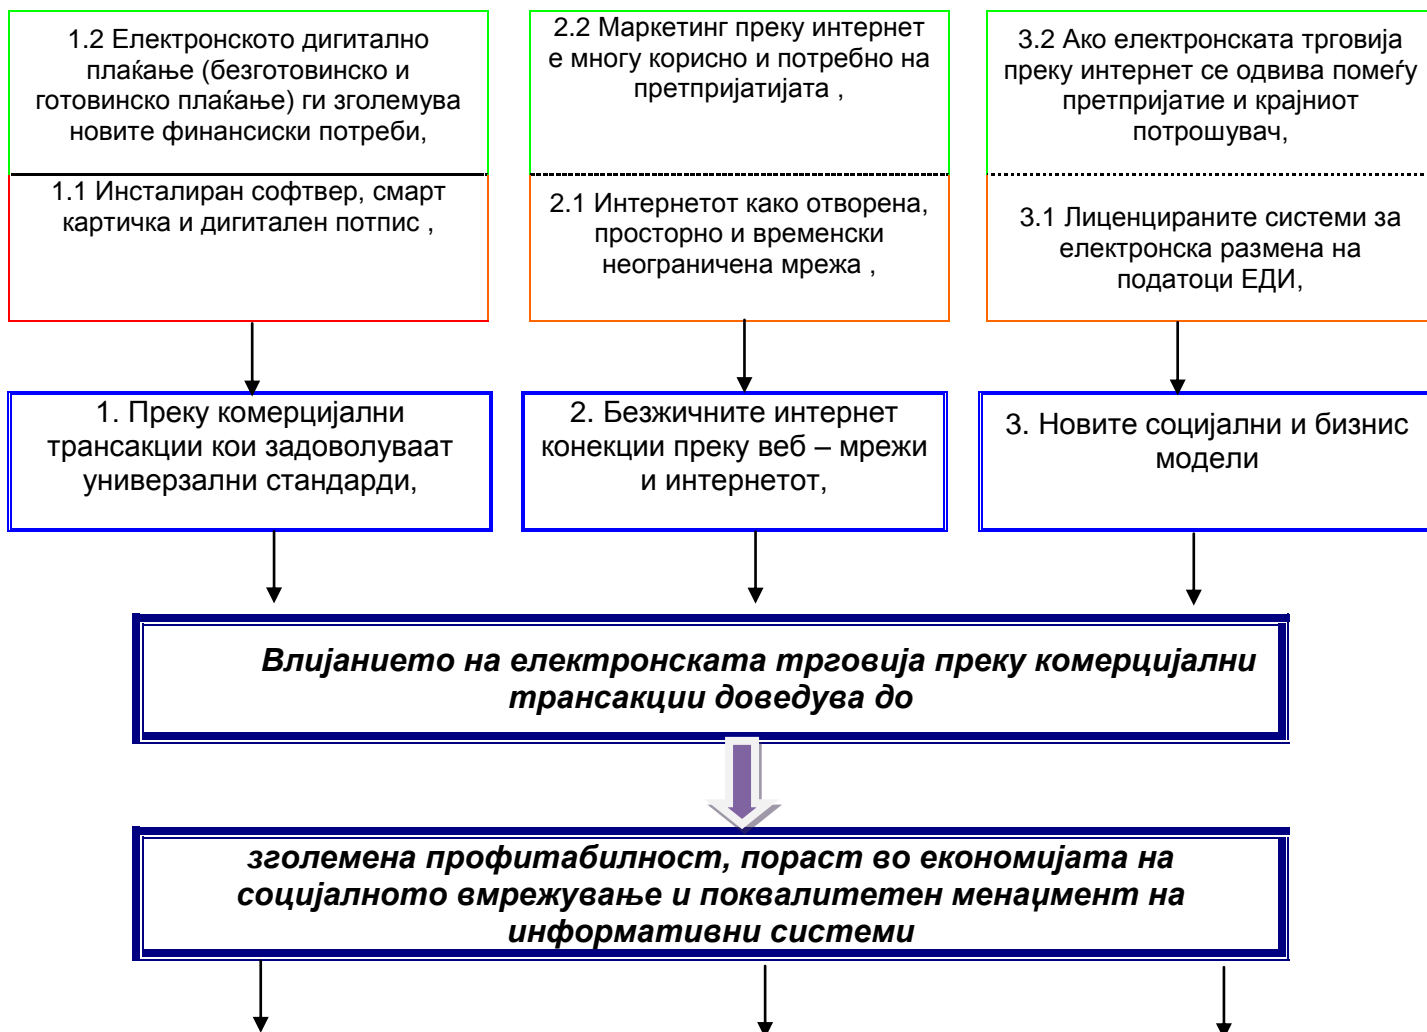 1.2 Електронското дигитално
плаќање (безготовинско и
готовинско плаќање) ги зголемува
новите финансиски потреби,
1.1 Инсталиран софтвер, смарт
картичка и дигитален потпис ,
2.2 Маркетинг преку интернет
е многу корисно и потребно на
претпријатијата ,
2.1 Интернетот како отворена,
просторно и временски
неограничена мрежа ,
3.2 Ако електронската трговија
преку интернет се одвива помеѓу
претпријатие и крајниот
потрошувач,
3.1 Лиценцираните системи за
електронска размена на
податоци ЕДИ,
1. Преку комерцијални
трансакции кои задоволуваат
универзални стандарди,
2. Безжичните интернет
конекции преку веб – мрежи
и интернетот,
3. Новите социјални и бизнис
модели
Влијанието на електронската трговија преку комерцијални
трансакции доведува до
зголемена профитабилност, пораст во економијата на
социјалното вмрежување и поквалитетен менаџмент на
информативни системи